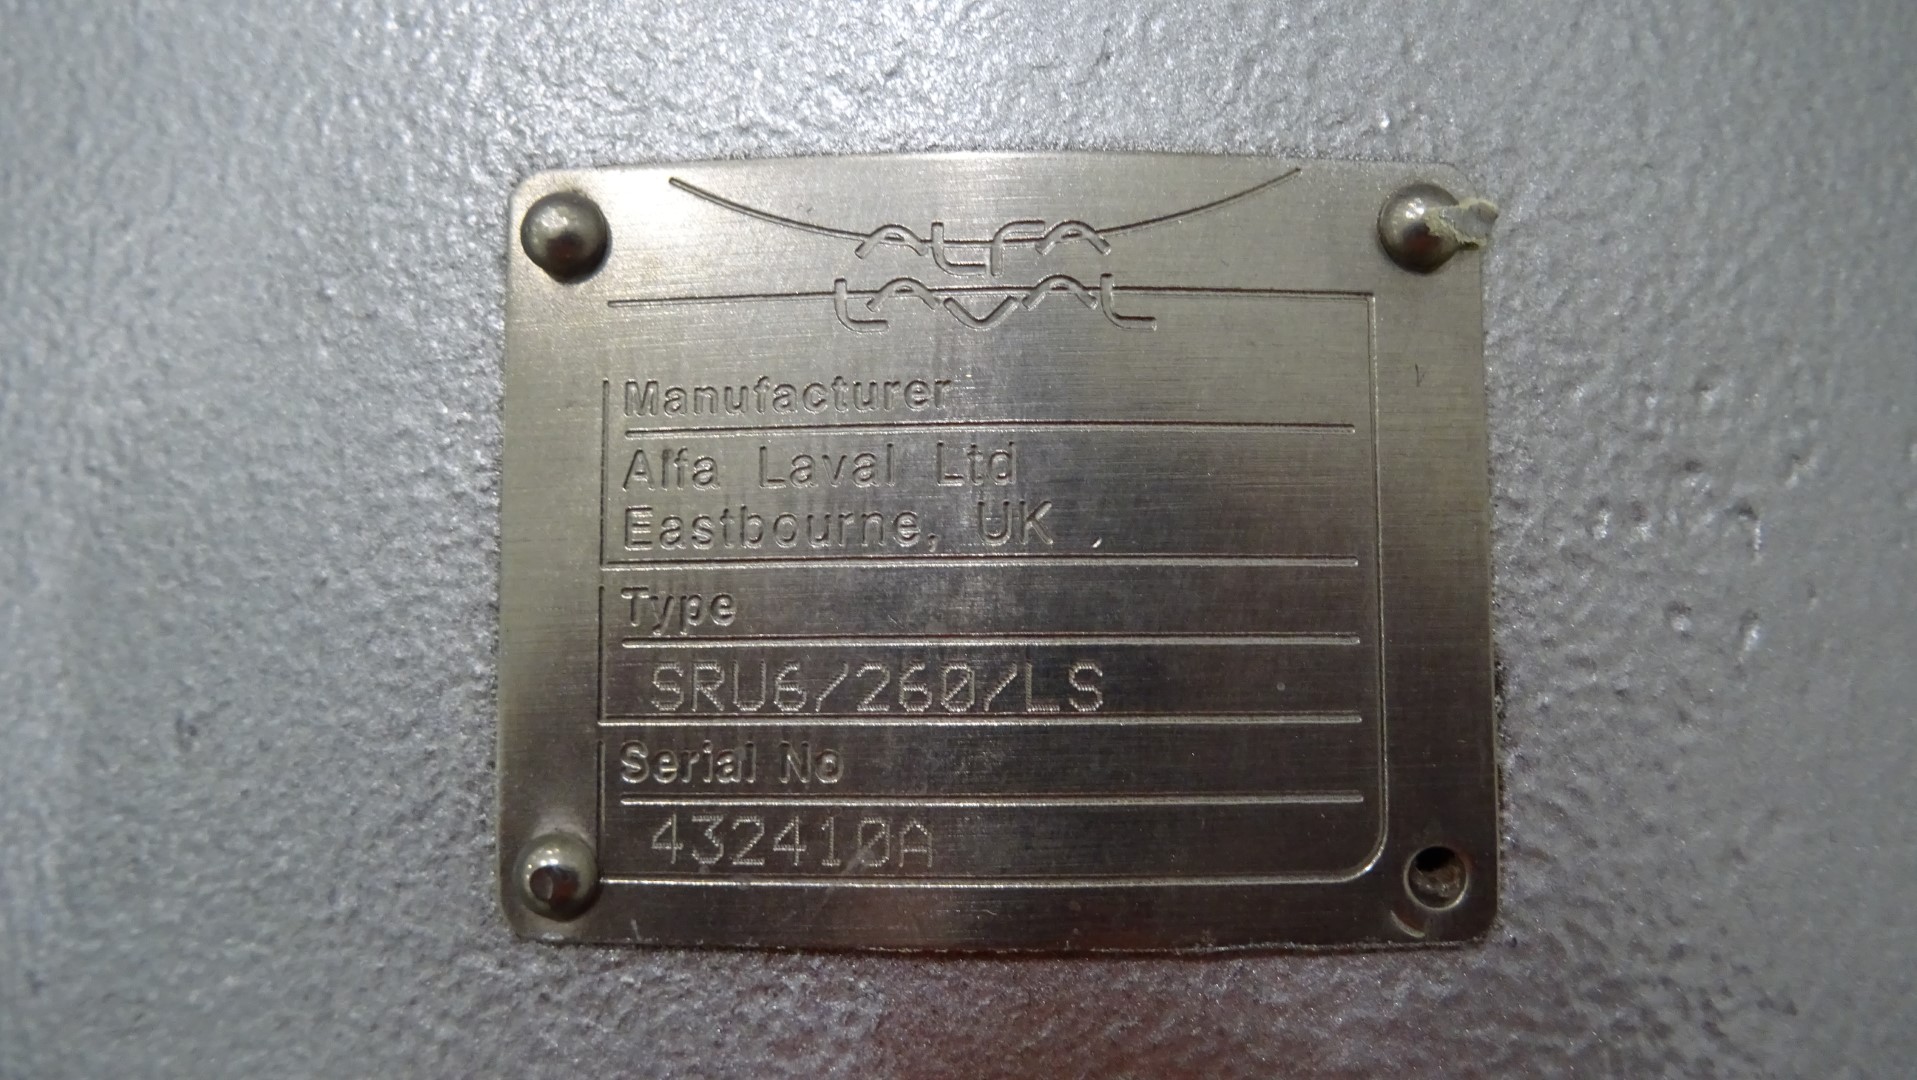 ALFA
LAVAL
Manufacturer
Alfa Laval Ltd
Eastbourne, UK
Type
SRU6/260/LS
Serial No
432410A